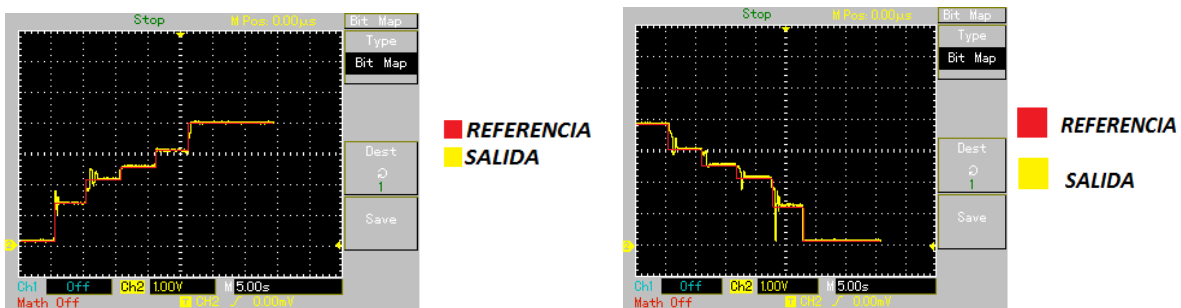 Stop M Pos: 0.00µs Bit Map
Type
Bit Map
Dest
1
Save
2
Ch1 Off Ch2 1.00V M 5.00s
Math Off T CH2 0.00mV
REFERENCIA
SALIDA
Stop M Pos: 0.00µs Bit Map
Type
Bit Map
Dest
1
Save
2
Ch1 Off Ch2 1.00V M 5.00s
Math Off T CH2 0.00mV
REFERENCIA
SALIDA